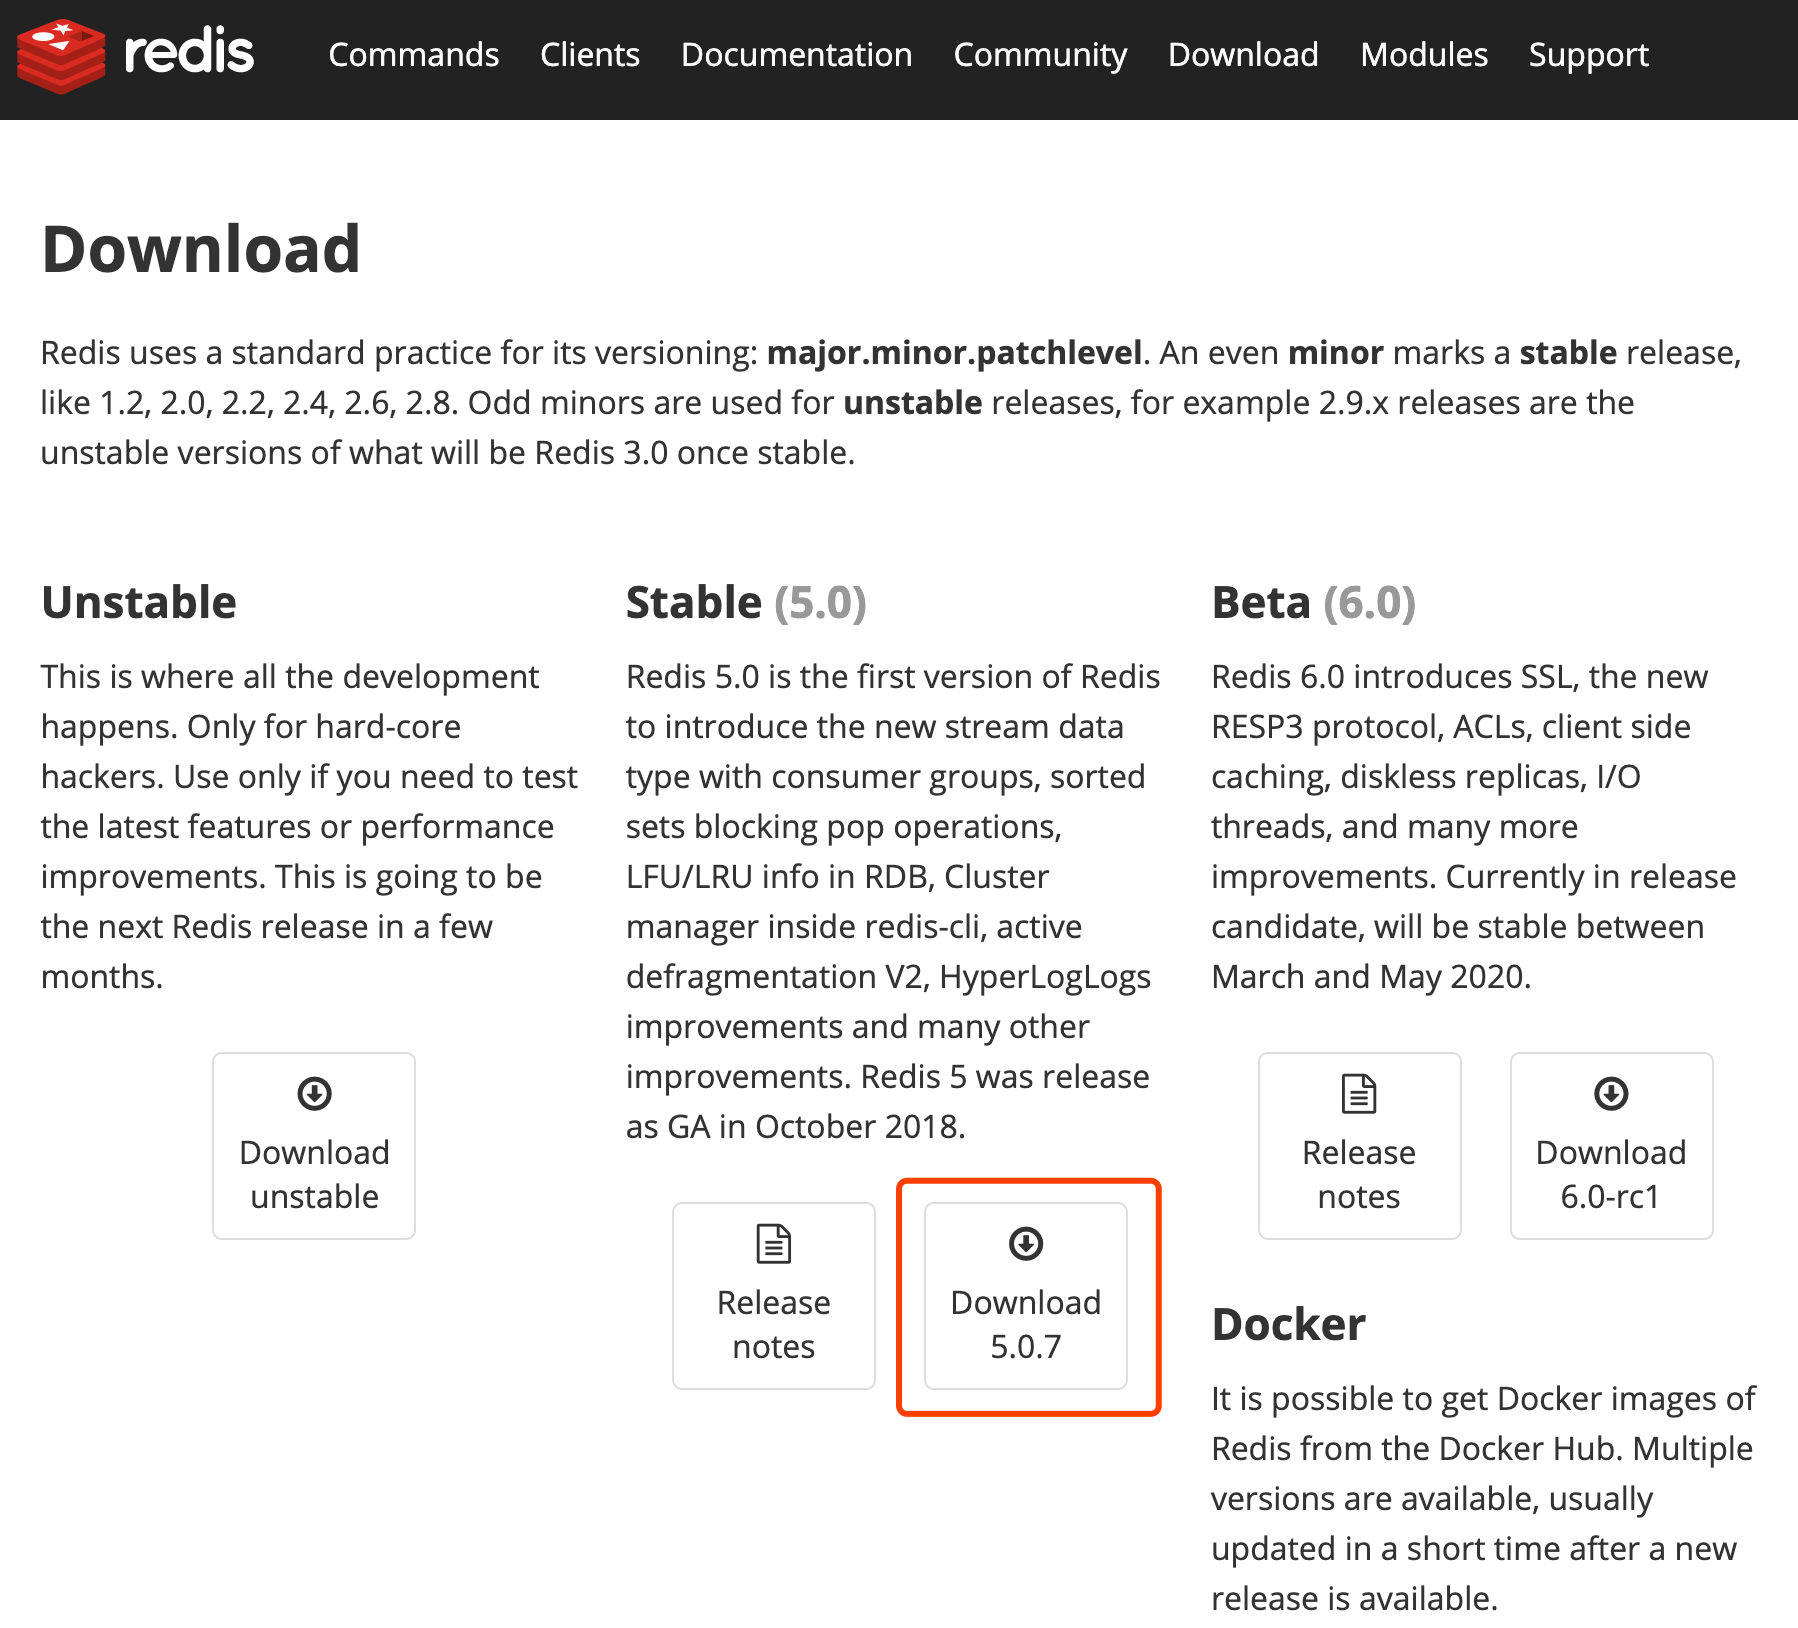 redis
Commands
Clients
Documentation
Community
Download
Modules
Support
Download
Redis uses a standard practice for its versioning: major.minor.patchlevel. An even minor marks a stable release,
like 1.2, 2.0, 2.2, 2.4, 2.6, 2.8. Odd minors are used for unstable releases, for example 2.9.x releases are the
unstable versions of what will be Redis 3.0 once stable.
Unstable
This is where all the development
happens. Only for hard-core
hackers. Use only if you need to test
the latest features or performance
improvements. This is going to be
the next Redis release in a few
months.
Download
unstable
Stable (5.0)
Redis 5.0 is the first version of Redis
to introduce the new stream data
type with consumer groups, sorted
sets blocking pop operations,
LFU/LRU info in RDB, Cluster
manager inside redis-cli, active
defragmentation V2, HyperLogLogs
improvements and many other
improvements. Redis 5 was release
as GA in October 2018.
Release
notes
Download
5.0.7
Beta (6.0)
Redis 6.0 introduces SSL, the new
RESP3 protocol, ACLs, client side
caching, diskless replicas, I/O
threads, and many more
improvements. Currently in release
candidate, will be stable between
March and May 2020.
Release
notes
Download
6.0-rc1
Docker
It is possible to get Docker images of
Redis from the Docker Hub. Multiple
versions are available, usually
updated in a short time after a new
release is available.